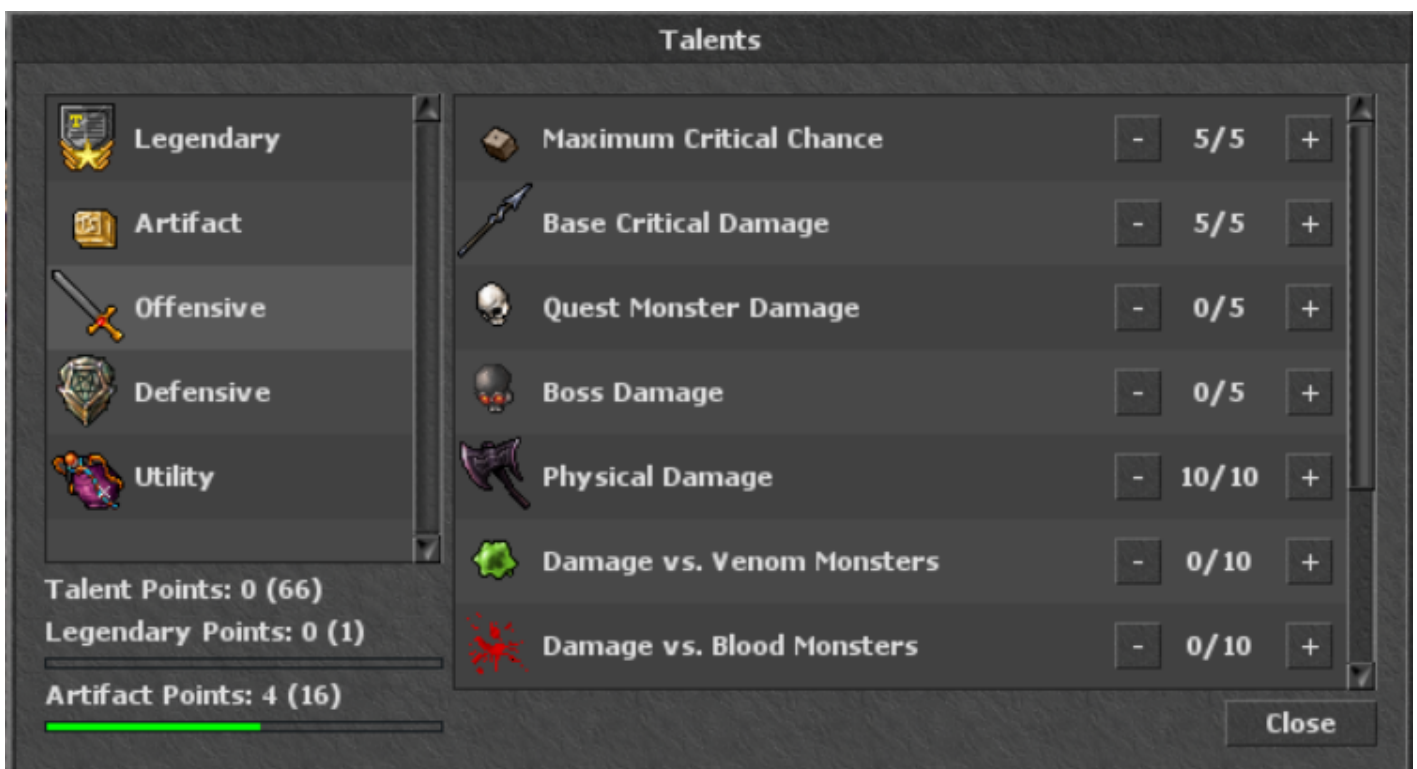 Talents
Legendary
Artifact
Offensive
Defensive
Utility
Talent Points: 0 (66)
Legendary Points: 0 (1)
Artifact Points: 4 (16)
Maximum Critical Chance - 5/5 +
Base Critical Damage - 5/5 +
Quest Monster Damage - 0/5 +
Boss Damage - 0/5 +
Physical Damage - 10/10 +
Damage vs. Venom Monsters - 0/10 +
Damage vs. Blood Monsters - 0/10 +
Close